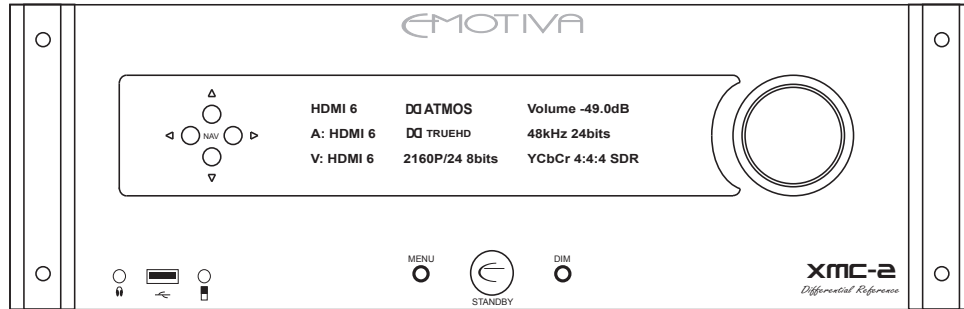 EMOTIVA
HDMI 6 DD ATMOS Volume -49.0dB
NAV
A: HDMI 6 DD TRUEHD 48kHz 24bits
V: HDMI 6 2160P/24 8bits YCbCr 4:4:4 SDR
MENU
DIM
STANDBY
XMC-2
Differential Reference